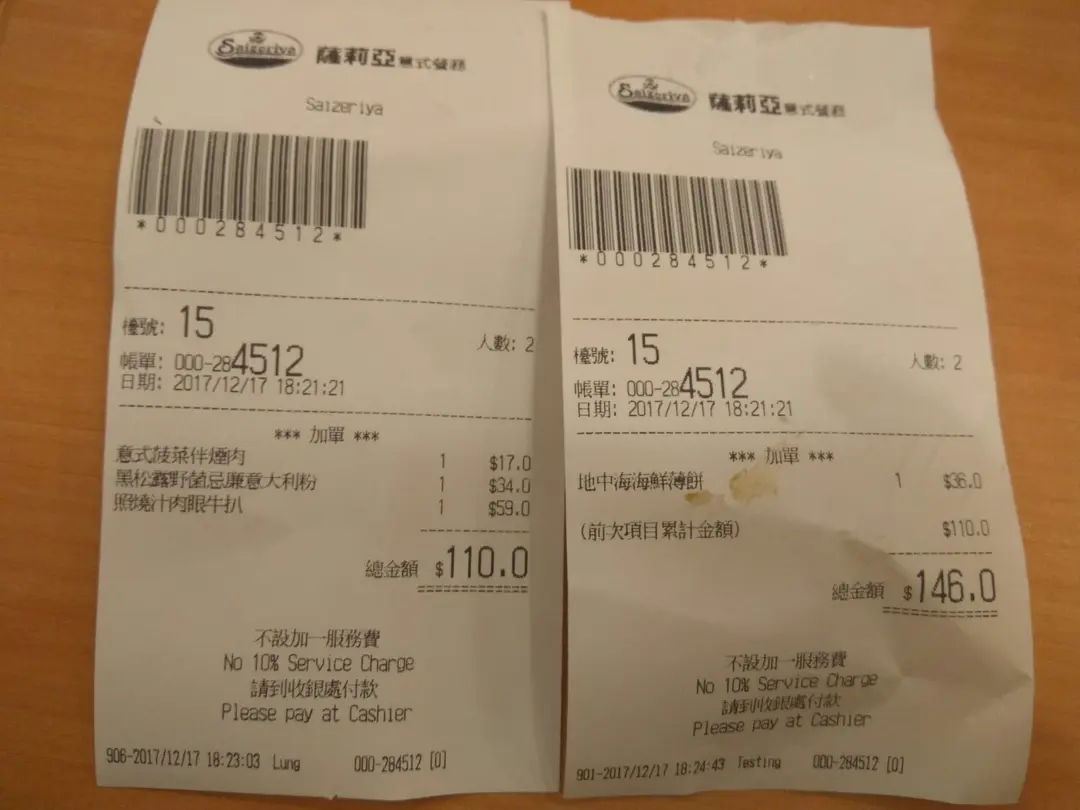 Saizeriya 薩莉亞意式餐廳
Saizeriya
*000284512*
檯號: 15 人數: 2
帳單: 000-284512
日期: 2017/12/17 18:21:21
*** 加單 ***
意式菠菜伴煙肉 1 $17.0
黑松露野菌忌廉意大利粉 1 $34.0
照燒汁肉眼牛扒 1 $59.0
總金額 $110.0
不設加一服務費
No 10% Service Charge
請到收銀處付款
Please pay at Cashier
906-2017/12/17 18:23:03 Lung 000-284512 [0]
Saizeriya 薩莉亞意式餐廳
Saizeriya
*000284512*
檯號: 15 人數: 2
帳單: 000-284512
日期: 2017/12/17 18:21:21
*** 加單 ***
地中海海鮮薄餅 1 $36.0
(前次項目累計金額) $110.0
總金額 $146.0
不設加一服務費
No 10% Service Charge
請到收銀處付款
Please pay at Cashier
901-2017/12/17 18:24:43 Testing 000-284512 [0]